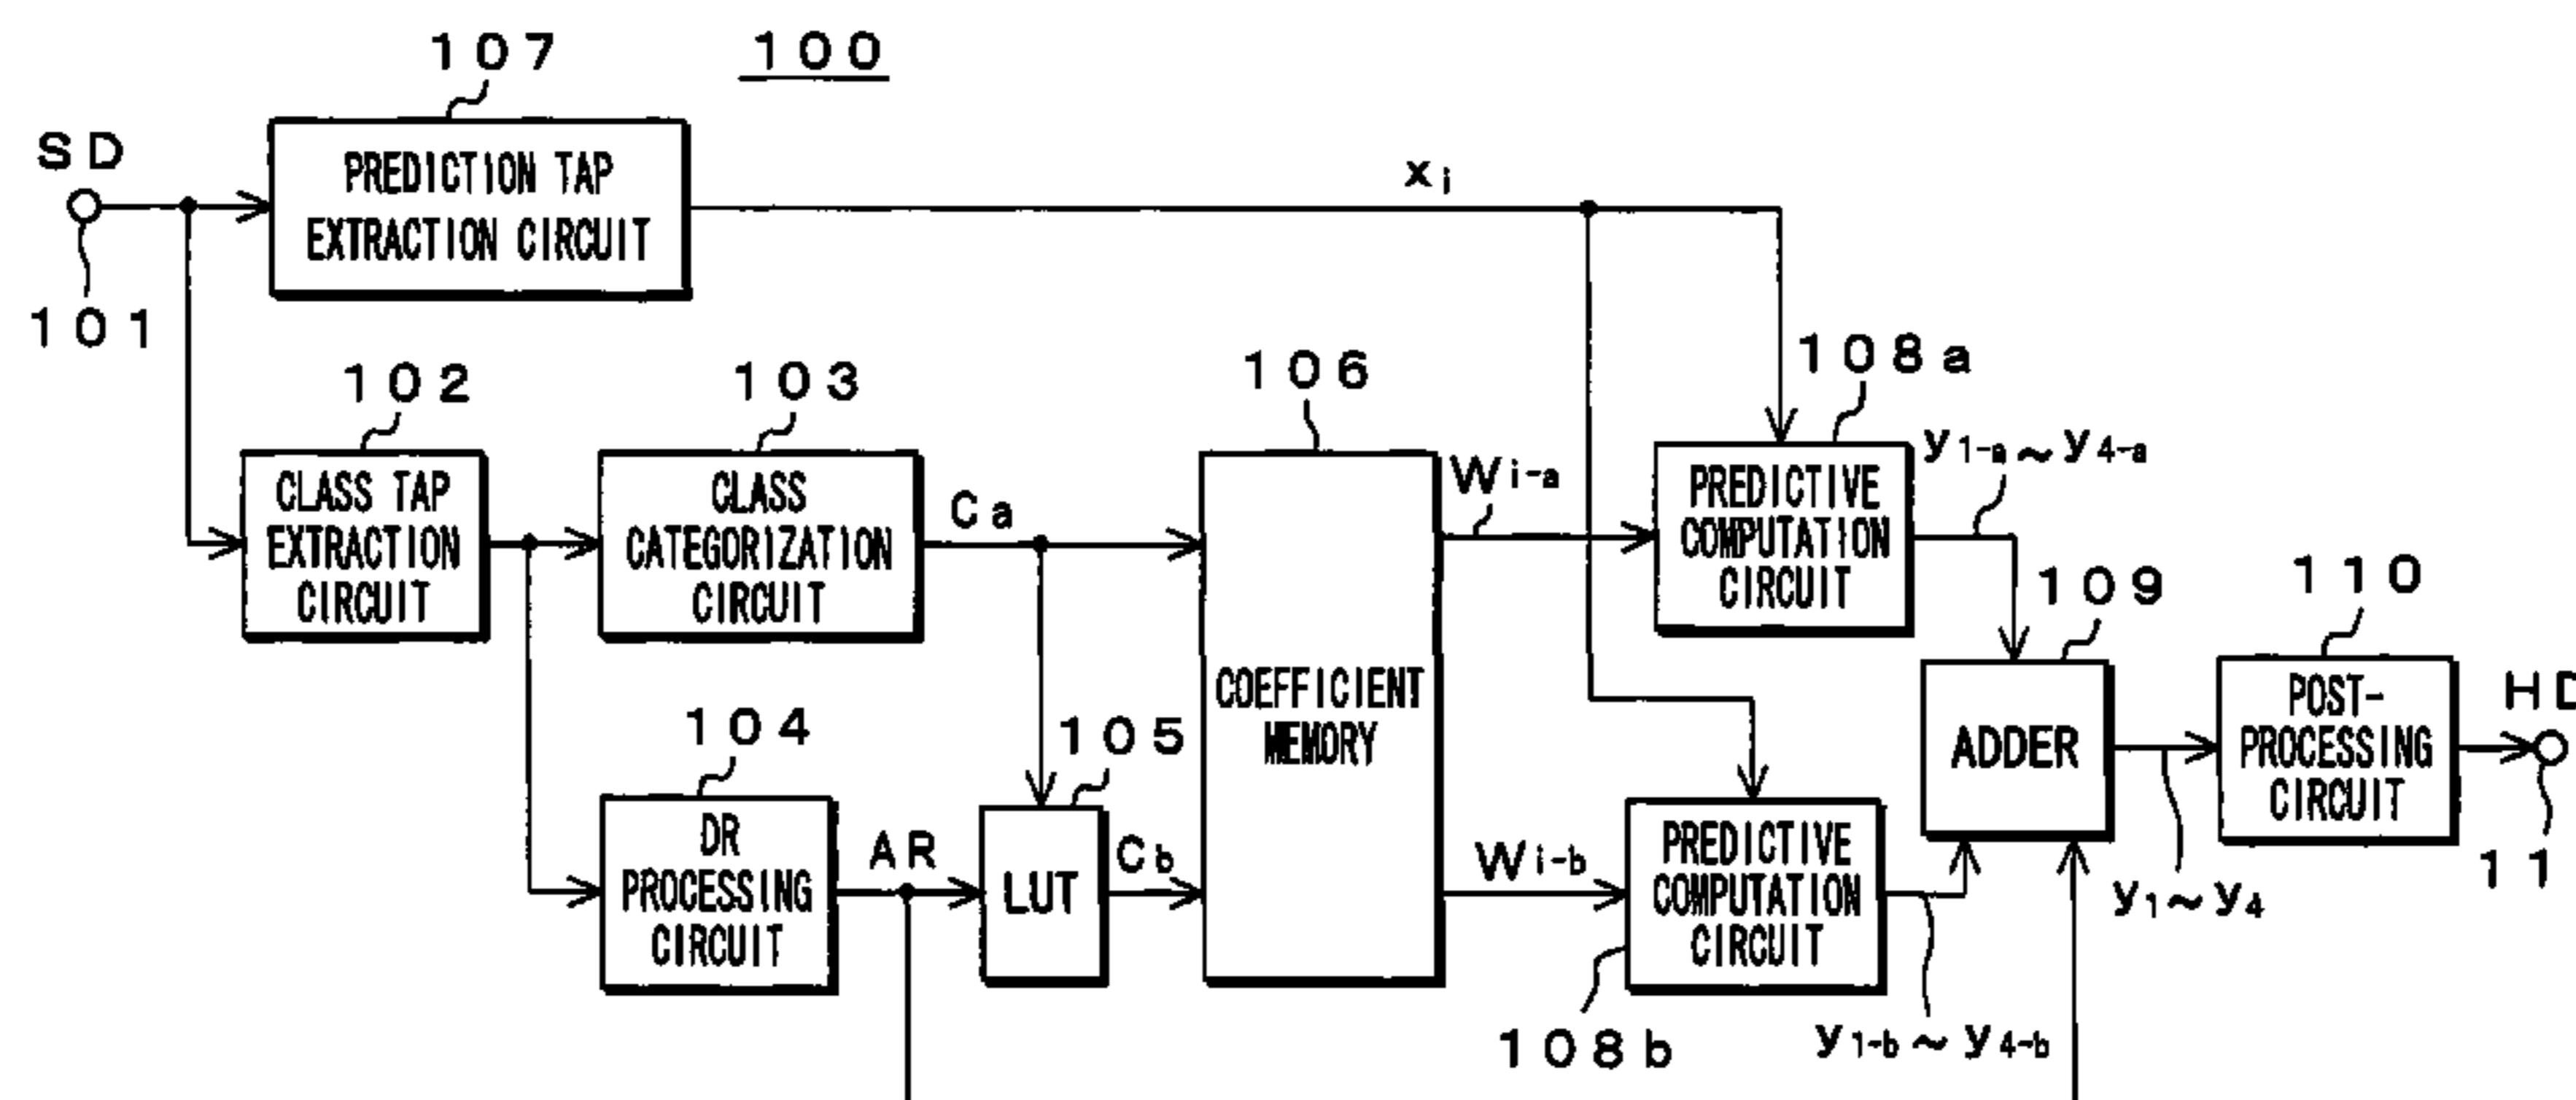 107
100
SD
PREDICTION TAP
EXTRACTION CIRCUIT
xi
101
102
103
106
108a
CLASS TAP
EXTRACTION
CIRCUIT
CLASS
CATEGORIZATION
CIRCUIT
Ca
Wi-a
PREDICTIVE
COMPUTATION
CIRCUIT
y1-a~y4-a
109
110
COEFFICIENT
MEMORY
104
105
ADDER
POST-
PROCESSING
CIRCUIT
HD
11
DR
PROCESSING
CIRCUIT
AR
LUT
Cb
Wi-b
PREDICTIVE
COMPUTATION
CIRCUIT
y1~y4
108b
y1-b~y4-b